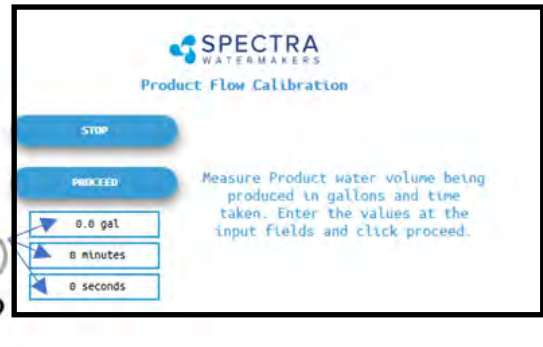 SPECTRA
WATERMAKERS
Product Flow Calibration
STOP
PROCEED
Measure Product water volume being
produced in gallons and time
taken. Enter the values at the
input fields and click proceed.
0.0 gal
0 minutes
0 seconds